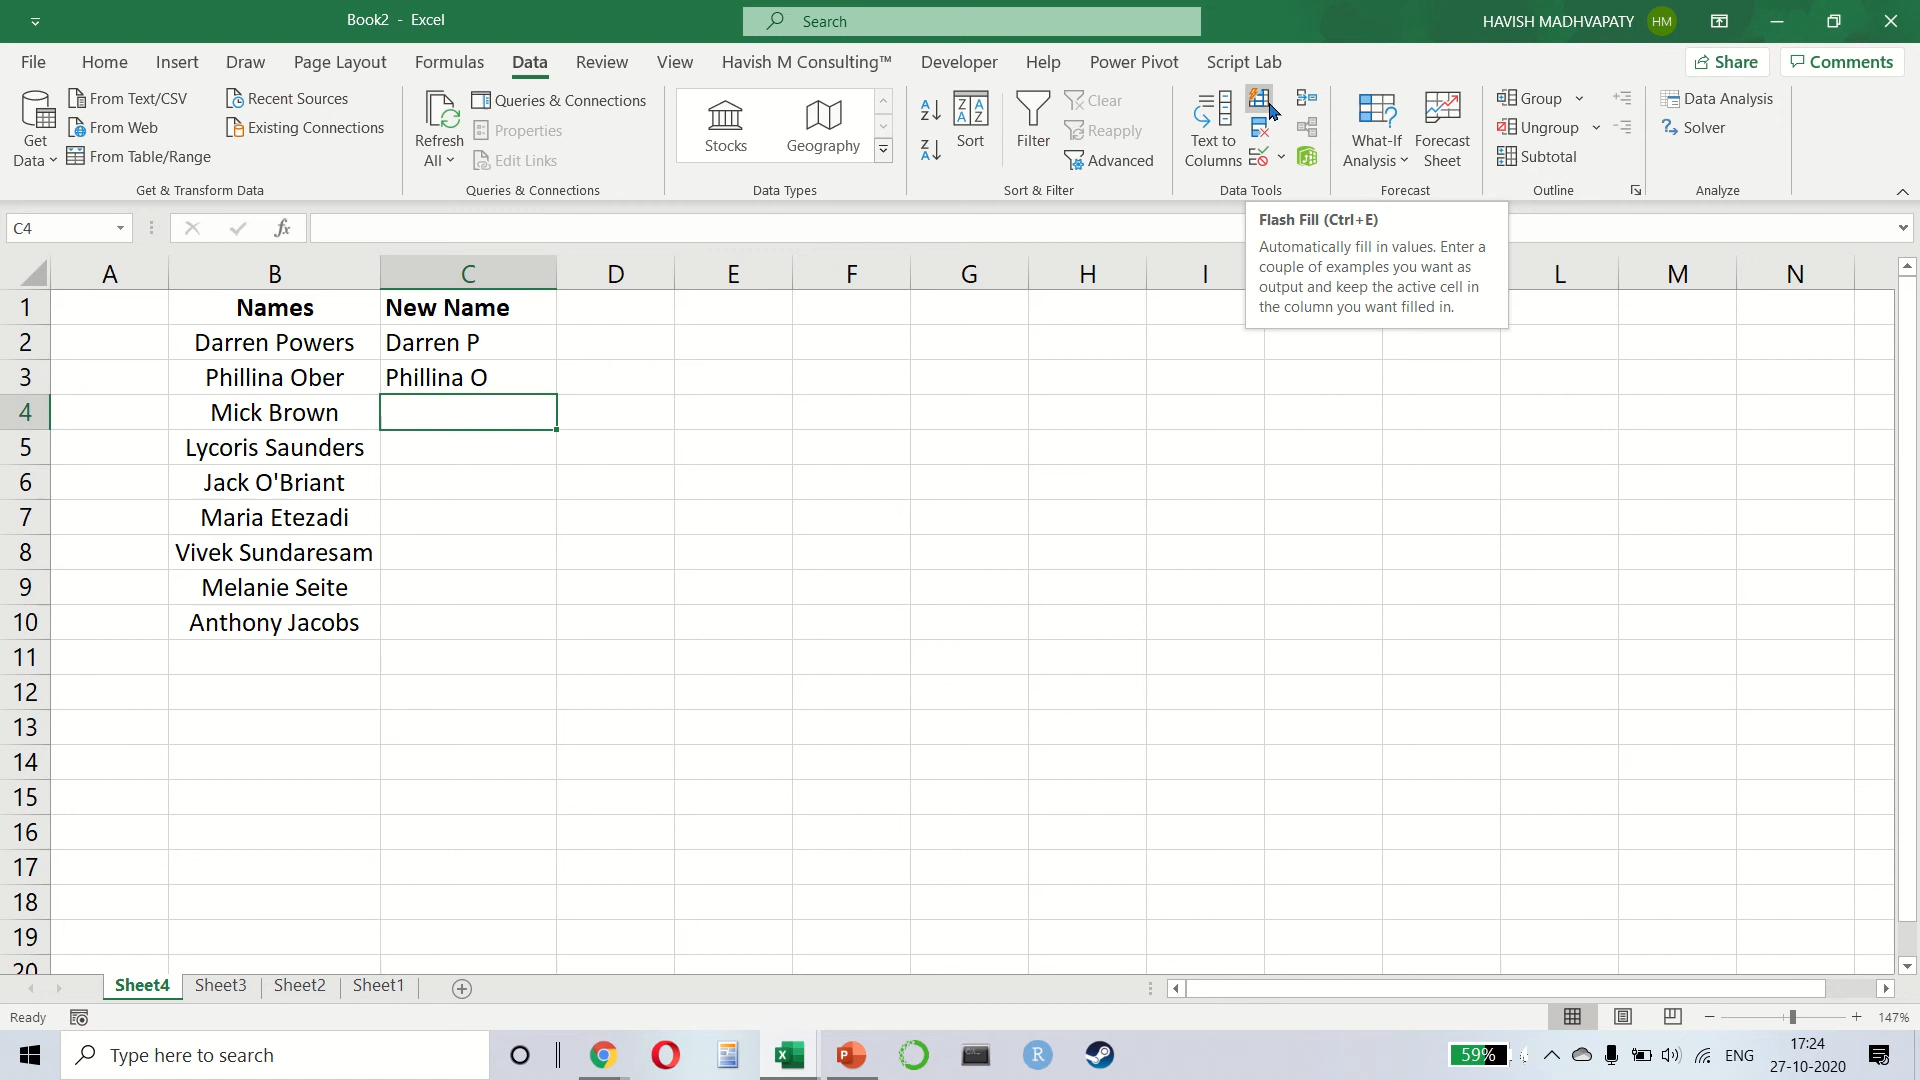 Book2 - Excel
Search
HAVISH MADHVAPATY HM
File Home Insert Draw Page Layout Formulas Data Review View Havish M Consulting™ Developer Help Power Pivot Script Lab Share Comments
Get Data
From Text/CSV
From Web
From Table/Range
Recent Sources
Existing Connections
Get & Transform Data
Refresh All
Queries & Connections
Properties
Edit Links
Queries & Connections
Stocks
Geography
Data Types
Sort
Filter
Clear
Reapply
Advanced
Sort & Filter
Text to Columns
Data Tools
What-If Analysis
Forecast Sheet
Forecast
Group
Ungroup
Subtotal
Outline
Data Analysis
Solver
Analyze
C4
fx
Flash Fill (Ctrl+E)
Automatically fill in values. Enter a
couple of examples you want as
output and keep the active cell in
the column you want filled in.
A B C D E F G H I L M N
1 Names New Name
2 Darren Powers Darren P
3 Phillina Ober Phillina O
4 Mick Brown
5 Lycoris Saunders
6 Jack O'Briant
7 Maria Etezadi
8 Vivek Sundaresam
9 Melanie Seite
10 Anthony Jacobs
11
12
13
14
15
16
17
18
19
20
Sheet4 Sheet3 Sheet2 Sheet1
Ready
147%
Type here to search
59%
ENG
17:24
27-10-2020